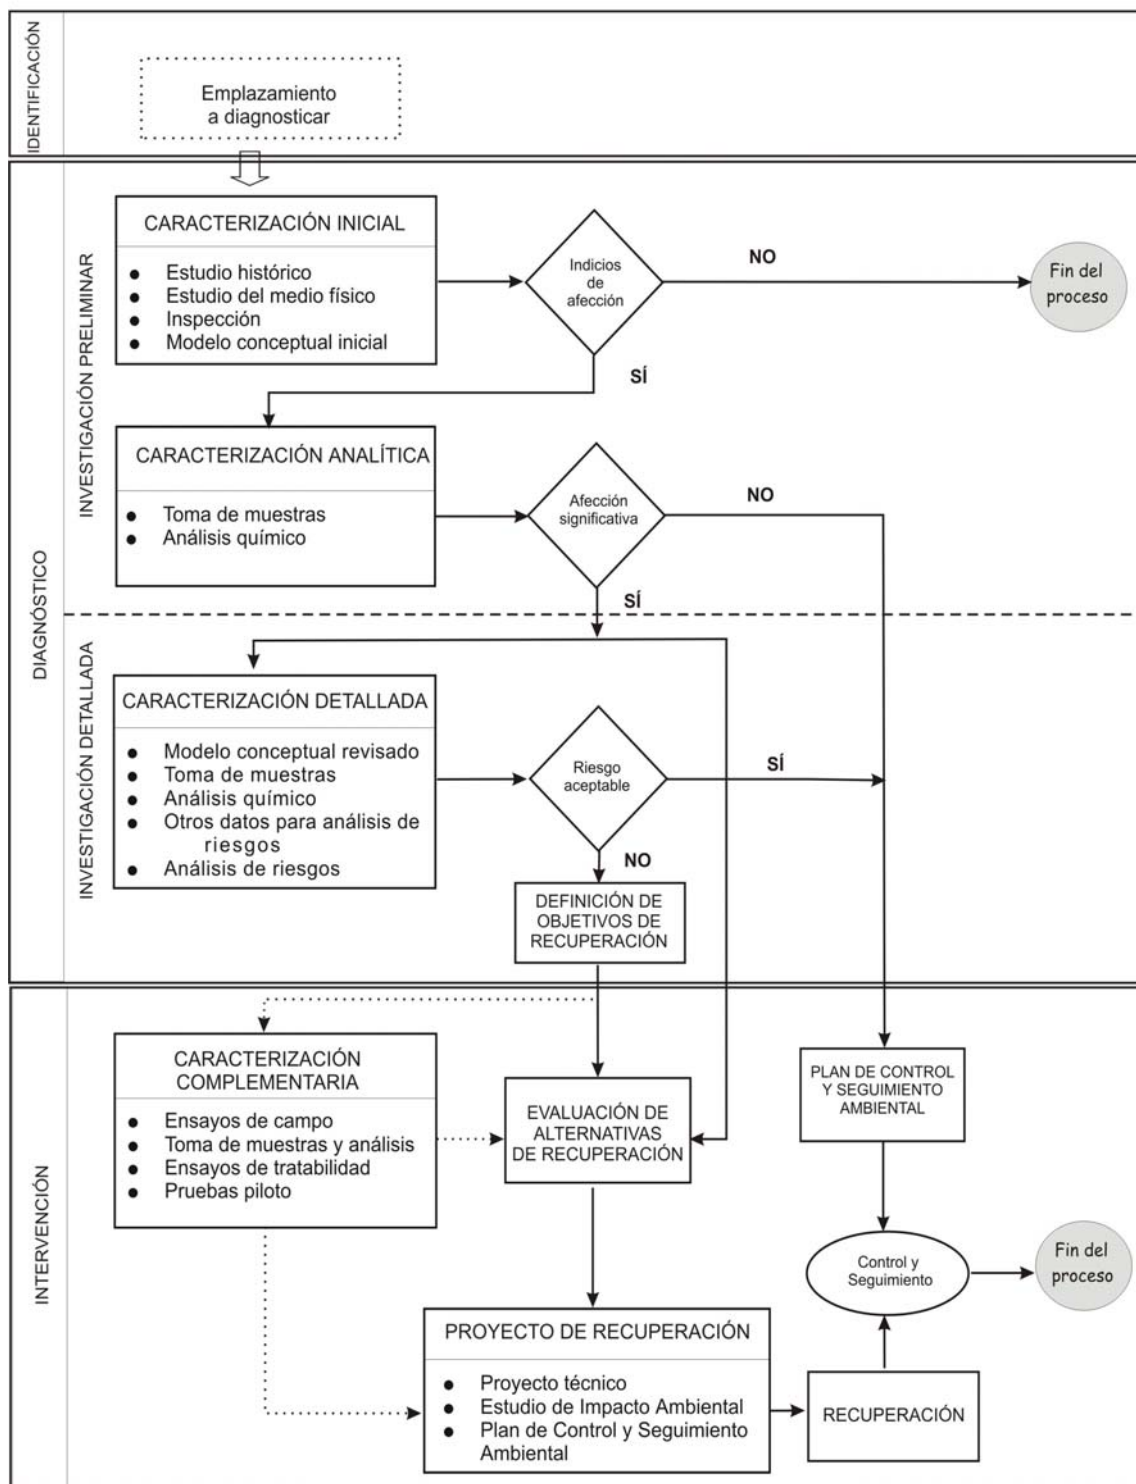 IDENTIFICACIÓN
Emplazamiento
a diagnosticar
DIAGNÓSTICO
INVESTIGACIÓN PRELIMINAR
CARACTERIZACIÓN INICIAL
● Estudio histórico
● Estudio del medio físico
● Inspección
● Modelo conceptual inicial
Indicios
de
afección
NO
Fin del
proceso
SÍ
CARACTERIZACIÓN ANALÍTICA
● Toma de muestras
● Análisis químico
Afección
significativa
NO
SÍ
INVESTIGACIÓN DETALLADA
CARACTERIZACIÓN DETALLADA
● Modelo conceptual revisado
● Toma de muestras
● Análisis químico
● Otros datos para análisis de
riesgos
● Análisis de riesgos
Riesgo
aceptable
SÍ
NO
DEFINICIÓN DE
OBJETIVOS DE
RECUPERACIÓN
INTERVENCIÓN
CARACTERIZACIÓN
COMPLEMENTARIA
● Ensayos de campo
● Toma de muestras y análisis
● Ensayos de tratabilidad
● Pruebas piloto
EVALUACIÓN DE
ALTERNATIVAS
DE RECUPERACIÓN
PLAN DE CONTROL
Y SEGUIMIENTO
AMBIENTAL
Control y
Seguimiento
Fin del
proceso
PROYECTO DE RECUPERACIÓN
● Proyecto técnico
● Estudio de Impacto Ambiental
● Plan de Control y Seguimiento
Ambiental
RECUPERACIÓN